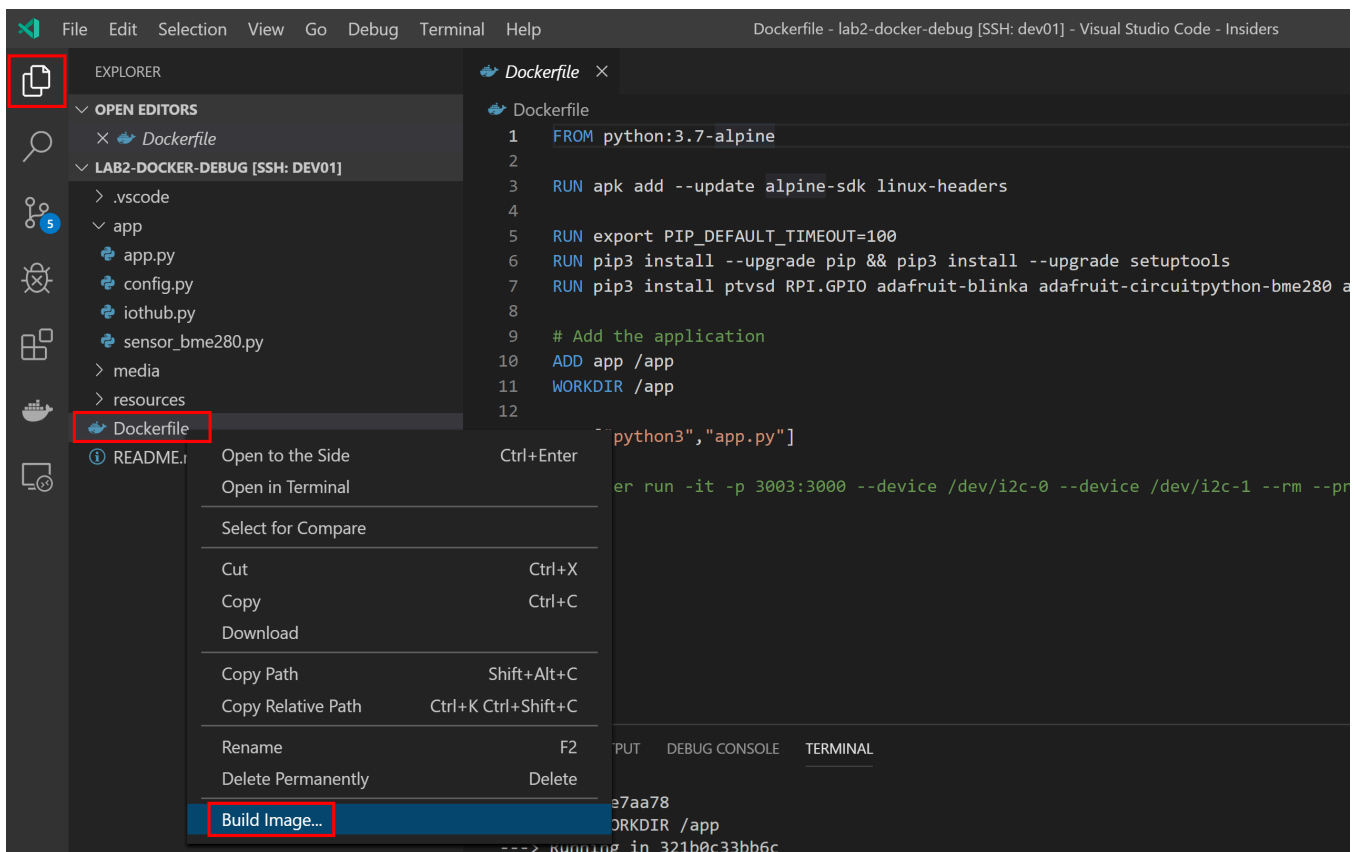 File Edit Selection View Go Debug Terminal Help
Dockerfile - lab2-docker-debug [SSH: dev01] - Visual Studio Code - Insiders
EXPLORER
OPEN EDITORS
Dockerfile
LAB2-DOCKER-DEBUG [SSH: DEV01]
.vscode
app
app.py
config.py
iothub.py
sensor_bme280.py
media
resources
Dockerfile
README.
5
Dockerfile
Dockerfile
1 FROM python:3.7-alpine
2
3 RUN apk add --update alpine-sdk linux-headers
4
5 RUN export PIP_DEFAULT_TIMEOUT=100
6 RUN pip3 install --upgrade pip && pip3 install --upgrade setuptools
7 RUN pip3 install ptvsd RPI.GPIO adafruit-blinka adafruit-circuitpython-bme280 a
8
9 # Add the application
10 ADD app /app
11 WORKDIR /app
12
"python3","app.py"]
er run -it -p 3003:3000 --device /dev/i2c-0 --device /dev/i2c-1 --rm --pr
Open to the Side Ctrl+Enter
Open in Terminal
Select for Compare
Cut Ctrl+X
Copy Ctrl+C
Download
Copy Path Shift+Alt+C
Copy Relative Path Ctrl+K Ctrl+Shift+C
Rename F2
Delete Permanently Delete
Build Image...
PUT DEBUG CONSOLE TERMINAL
e7aa78
ORKDIR /app
---> Running in 321b0c33bb6c